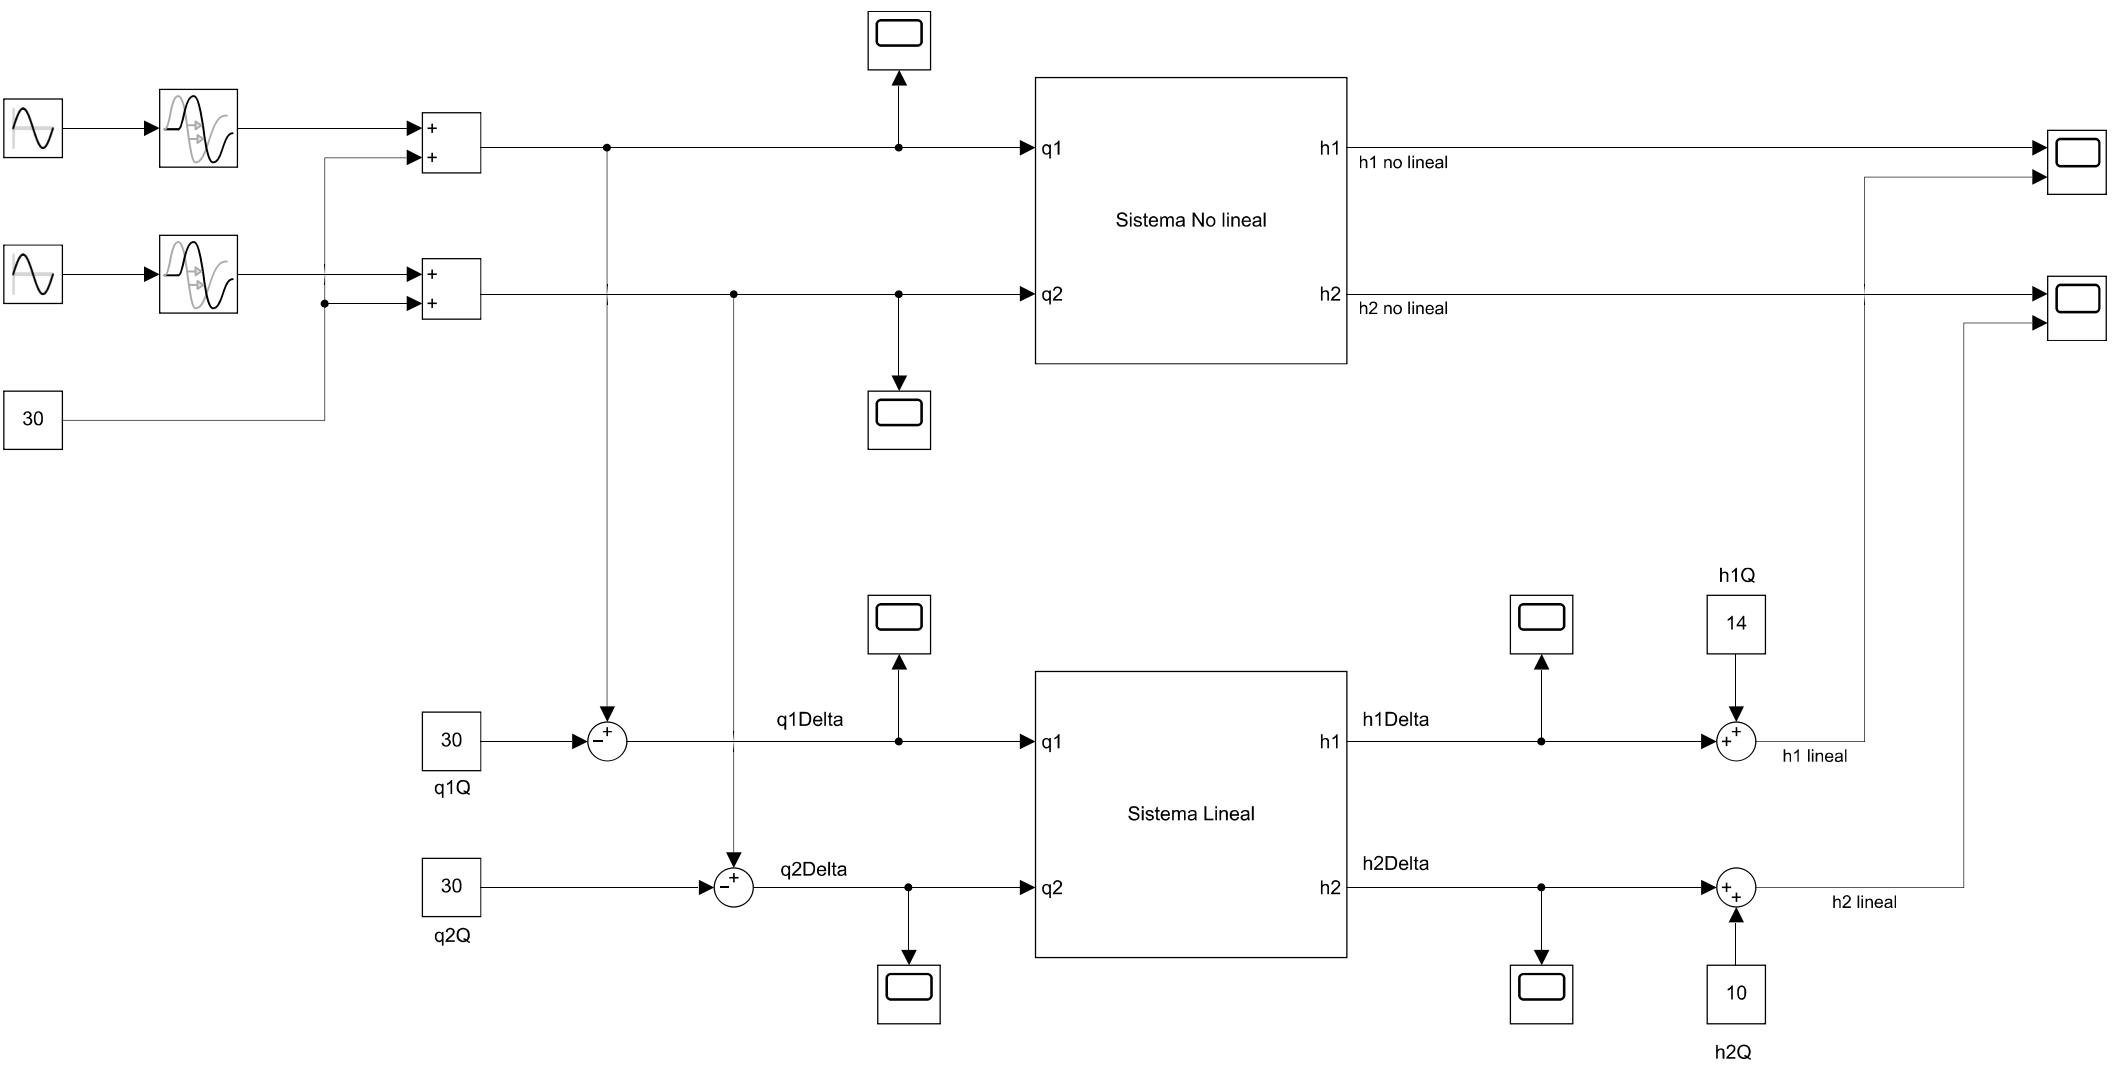 +
+
q1
h1
h1 no lineal
Sistema No lineal
+
+
q2
h2
h2 no lineal
30
h1Q
14
30
q1Q
−
+
q1Delta
q1
h1
h1Delta
+
+
h1 lineal
Sistema Lineal
30
q2Q
−
+
q2Delta
q2
h2
h2Delta
+
+
h2 lineal
10
h2Q